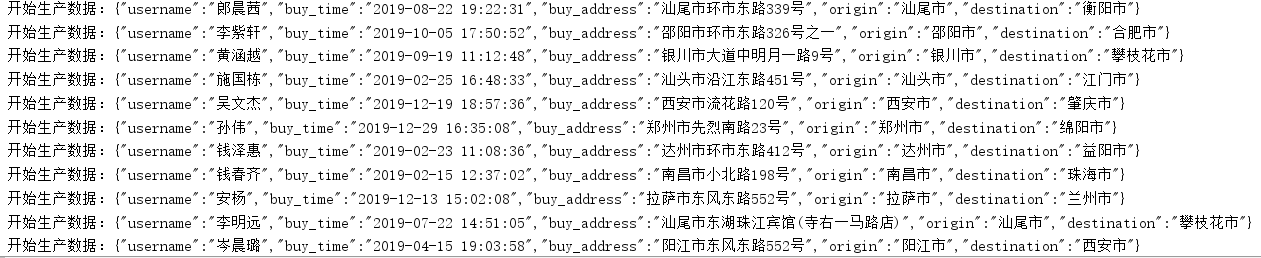 开始生产数据：{"username":"郎晨茜","buy_time":"2019-08-22 19:22:31","buy_address":"汕尾市环市东路339号","origin":"汕尾市","destination":"衡阳市"}
开始生产数据：{"username":"李紫轩","buy_time":"2019-10-05 17:50:52","buy_address":"邵阳市环市东路326号之一","origin":"邵阳市","destination":"合肥市"}
开始生产数据：{"username":"黄涵越","buy_time":"2019-09-19 11:12:48","buy_address":"银川市大道中明月一路9号","origin":"银川市","destination":"攀枝花市"}
开始生产数据：{"username":"施国栋","buy_time":"2019-02-25 16:48:33","buy_address":"汕头市沿江东路451号","origin":"汕头市","destination":"江门市"}
开始生产数据：{"username":"吴文杰","buy_time":"2019-12-19 18:57:36","buy_address":"西安市流花路120号","origin":"西安市","destination":"肇庆市"}
开始生产数据：{"username":"孙伟","buy_time":"2019-12-29 16:35:08","buy_address":"郑州市先烈南路23号","origin":"郑州市","destination":"绵阳市"}
开始生产数据：{"username":"钱泽惠","buy_time":"2019-02-23 11:08:36","buy_address":"达州市环市东路412号","origin":"达州市","destination":"益阳市"}
开始生产数据：{"username":"钱春齐","buy_time":"2019-02-15 12:37:02","buy_address":"南昌市小北路198号","origin":"南昌市","destination":"珠海市"}
开始生产数据：{"username":"安杨","buy_time":"2019-12-13 15:02:08","buy_address":"拉萨市东风东路552号","origin":"拉萨市","destination":"兰州市"}
开始生产数据：{"username":"李明远","buy_time":"2019-07-22 14:51:05","buy_address":"汕尾市东湖珠江宾馆(寺右一马路店)","origin":"汕尾市","destination":"攀枝花市"}
开始生产数据：{"username":"岑晨璐","buy_time":"2019-04-15 19:03:58","buy_address":"阳江市东风东路552号","origin":"阳江市","destination":"西安市"}